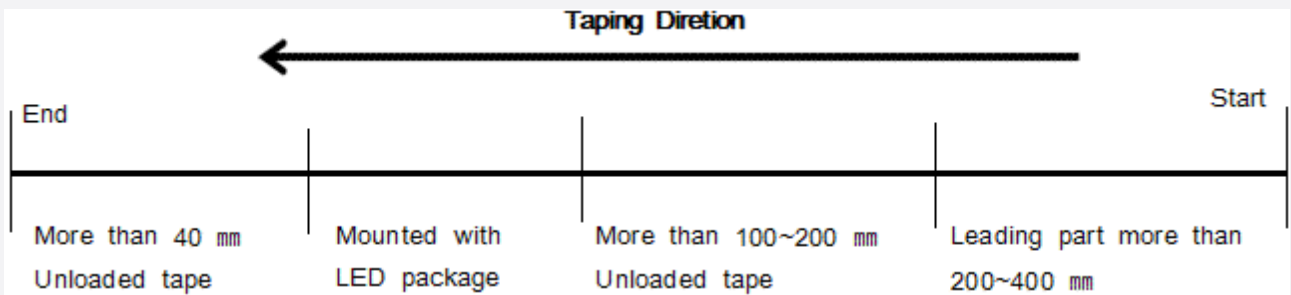 Taping Diretion
End
Start
More than 40 ㎜
Unloaded tape
Mounted with
LED package
More than 100~200 ㎜
Unloaded tape
Leading part more than
200~400 ㎜